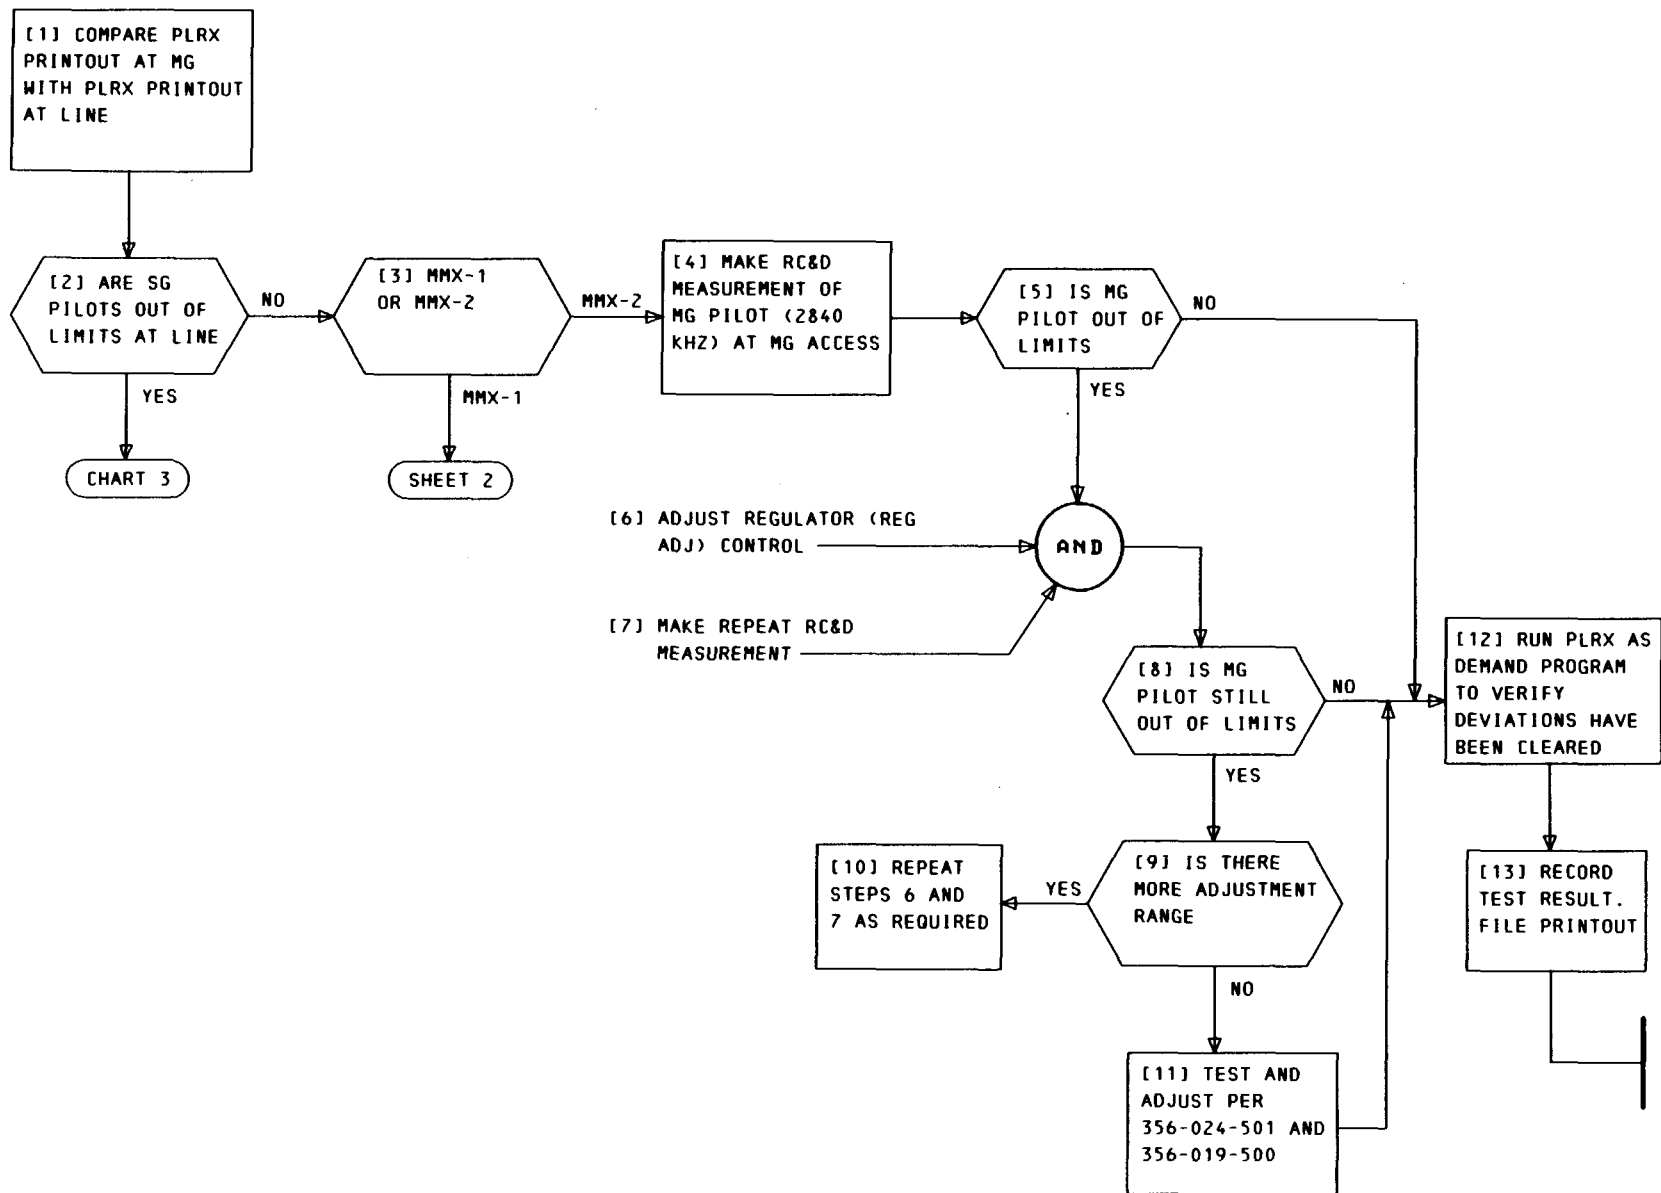 [1] COMPARE PLRX
PRINTOUT AT MG
WITH PLRX PRINTOUT
AT LINE
[2] ARE SG
PILOTS OUT OF
LIMITS AT LINE
NO
YES
CHART 3
[3] MMX-1
OR MMX-2
MMX-2
MMX-1
SHEET 2
[4] MAKE RC&D
MEASUREMENT OF
MG PILOT (2840
KHZ) AT MG ACCESS
[5] IS MG
PILOT OUT OF
LIMITS
NO
YES
[6] ADJUST REGULATOR (REG
ADJ) CONTROL
AND
[7] MAKE REPEAT RC&D
MEASUREMENT
[8] IS MG
PILOT STILL
OUT OF LIMITS
NO
YES
[9] IS THERE
MORE ADJUSTMENT
RANGE
YES
[10] REPEAT
STEPS 6 AND
7 AS REQUIRED
NO
[11] TEST AND
ADJUST PER
356-024-501 AND
356-019-500
[12] RUN PLRX AS
DEMAND PROGRAM
TO VERIFY
DEVIATIONS HAVE
BEEN CLEARED
[13] RECORD
TEST RESULT.
FILE PRINTOUT